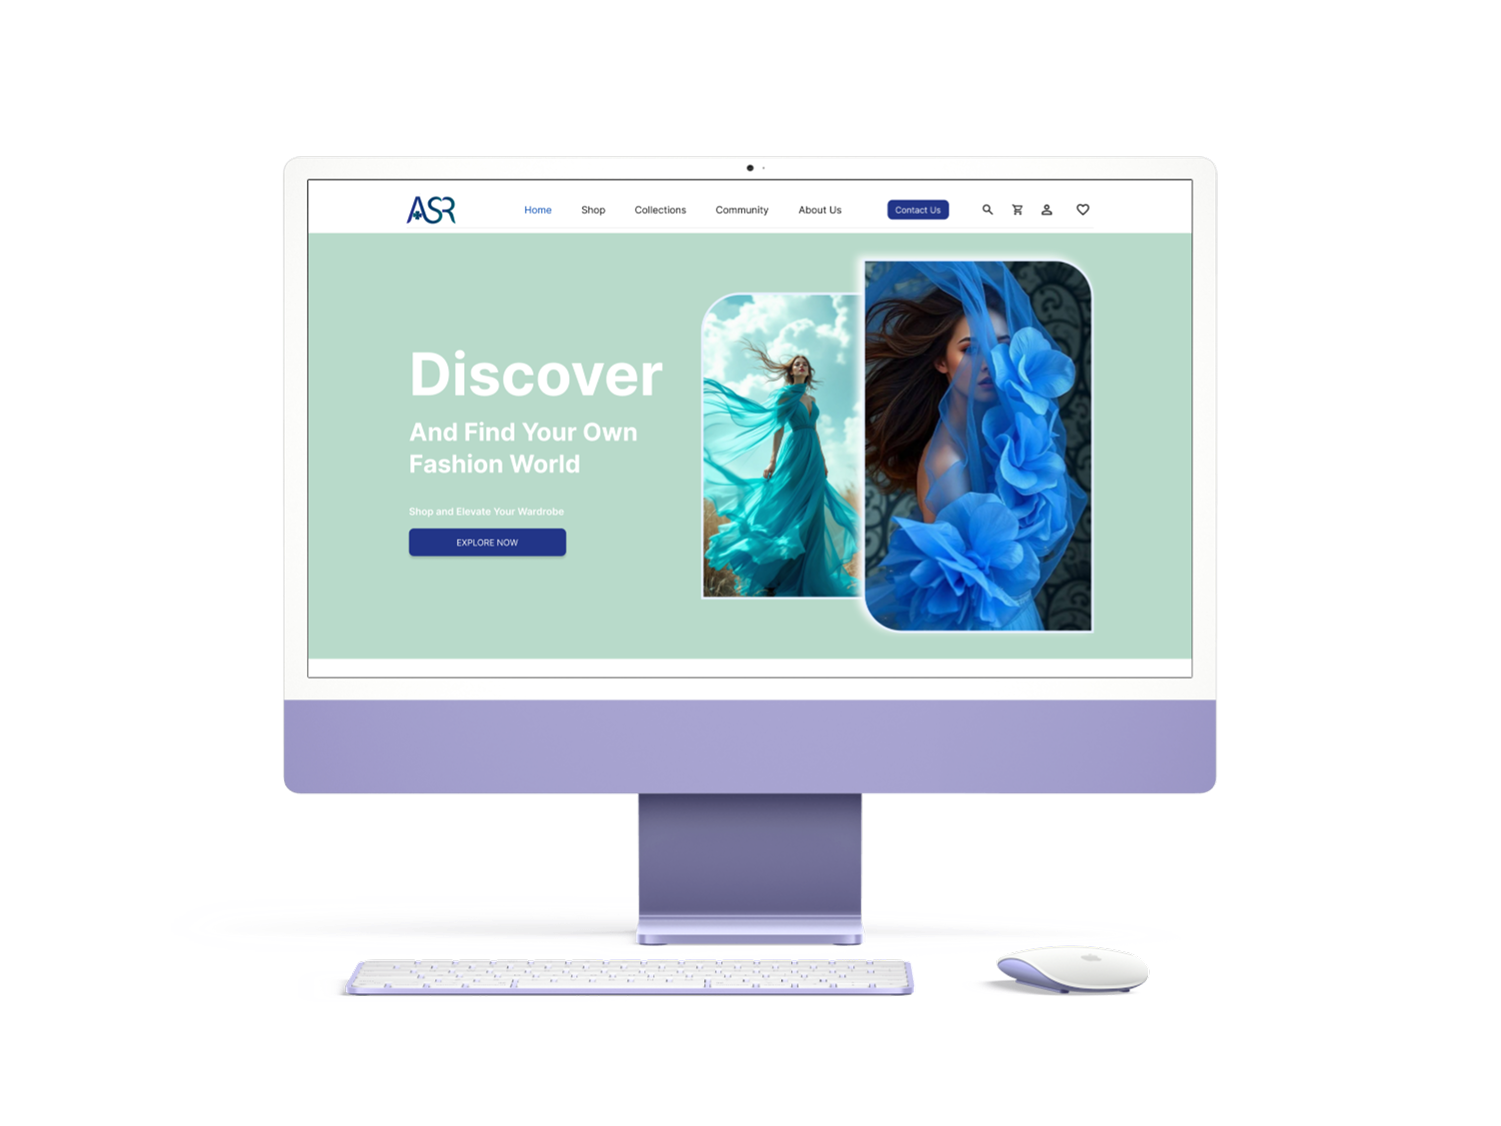 ASR
Home Shop Collections Community About Us Contact Us
Discover
And Find Your Own
Fashion World
Shop and Elevate Your Wardrobe
EXPLORE NOW